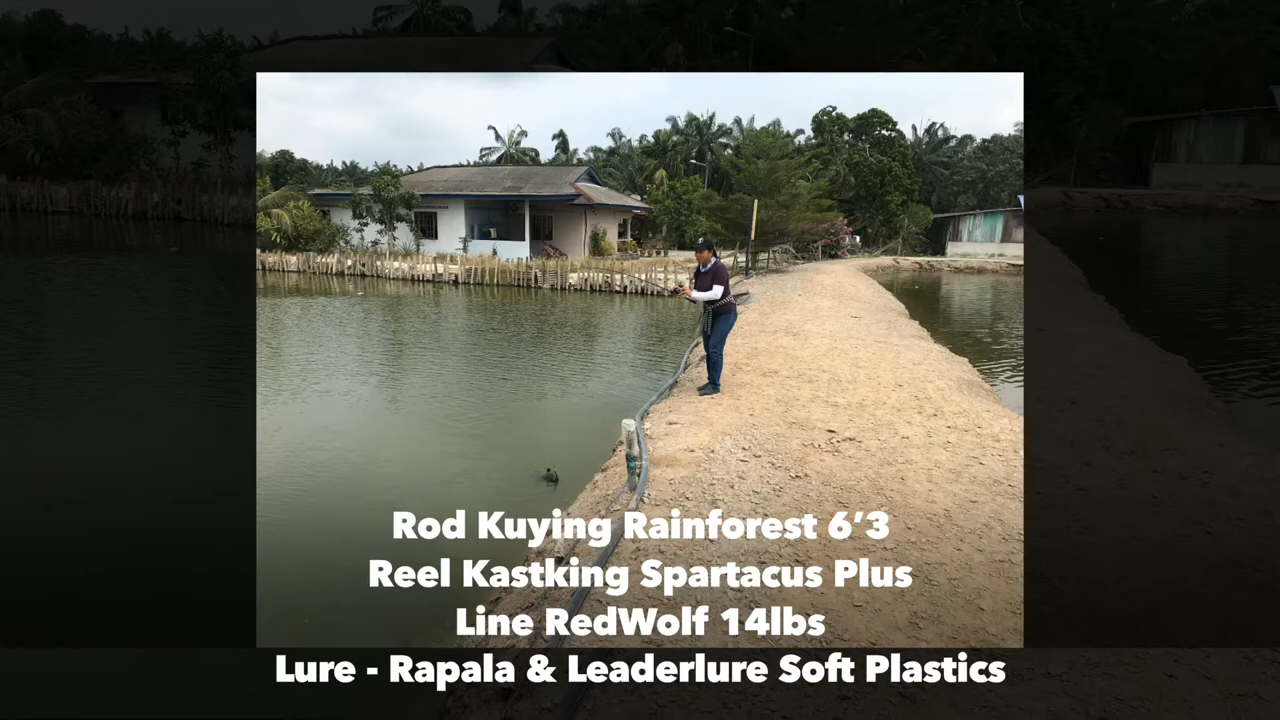 Rod Kuying Rainforest 6’3
Reel Kastking Spartacus Plus
Line RedWolf 14lbs
Lure - Rapala & Leaderlure Soft Plastics